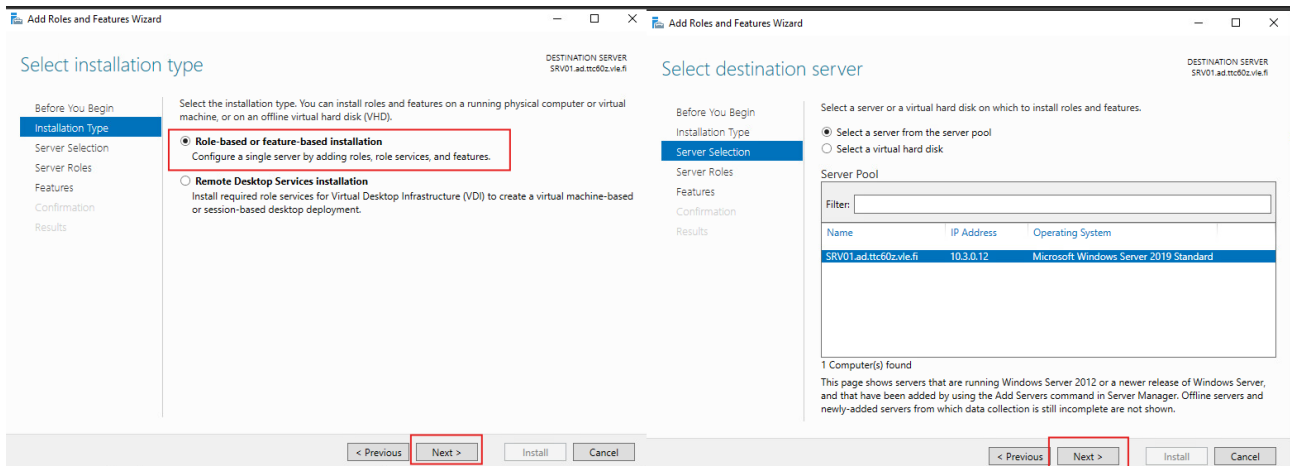 Add Roles and Features Wizard
Select installation type
DESTINATION SERVER
SRV01.ad.ttc60z.vle.fi
Before You Begin
Installation Type
Server Selection
Server Roles
Features
Confirmation
Results
Select the installation type. You can install roles and features on a running physical computer or virtual
machine, or on an offline virtual hard disk (VHD).
Role-based or feature-based installation
Configure a single server by adding roles, role services, and features.
Remote Desktop Services installation
Install required role services for Virtual Desktop Infrastructure (VDI) to create a virtual machine-based
or session-based desktop deployment.
< Previous
Next >
Install
Cancel
Add Roles and Features Wizard
Select destination server
DESTINATION SERVER
SRV01.ad.ttc60z.vle.fi
Before You Begin
Installation Type
Server Selection
Server Roles
Features
Confirmation
Results
Select a server or a virtual hard disk on which to install roles and features.
Select a server from the server pool
Select a virtual hard disk
Server Pool
Filter:
Name IP Address Operating System
SRV01.ad.ttc60z.vle.fi 10.3.0.12 Microsoft Windows Server 2019 Standard
1 Computer(s) found
This page shows servers that are running Windows Server 2012 or a newer release of Windows Server,
and that have been added by using the Add Servers command in Server Manager. Offline servers and
newly-added servers from which data collection is still incomplete are not shown.
< Previous
Next >
Install
Cancel